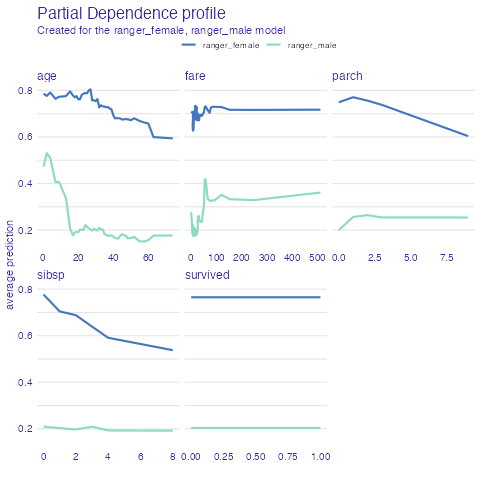 Partial Dependence profile
Created for the ranger_female, ranger_male model
ranger_female ranger_male
age fare parch
0.8
0.6
0.4
0.2
0 20 40 60 0 100 200 300 400 500 0.0 2.5 5.0 7.5
average prediction
sibsp survived
0.8
0.6
0.4
0.2
0 2 4 6 8 0.00 0.25 0.50 0.75 1.00